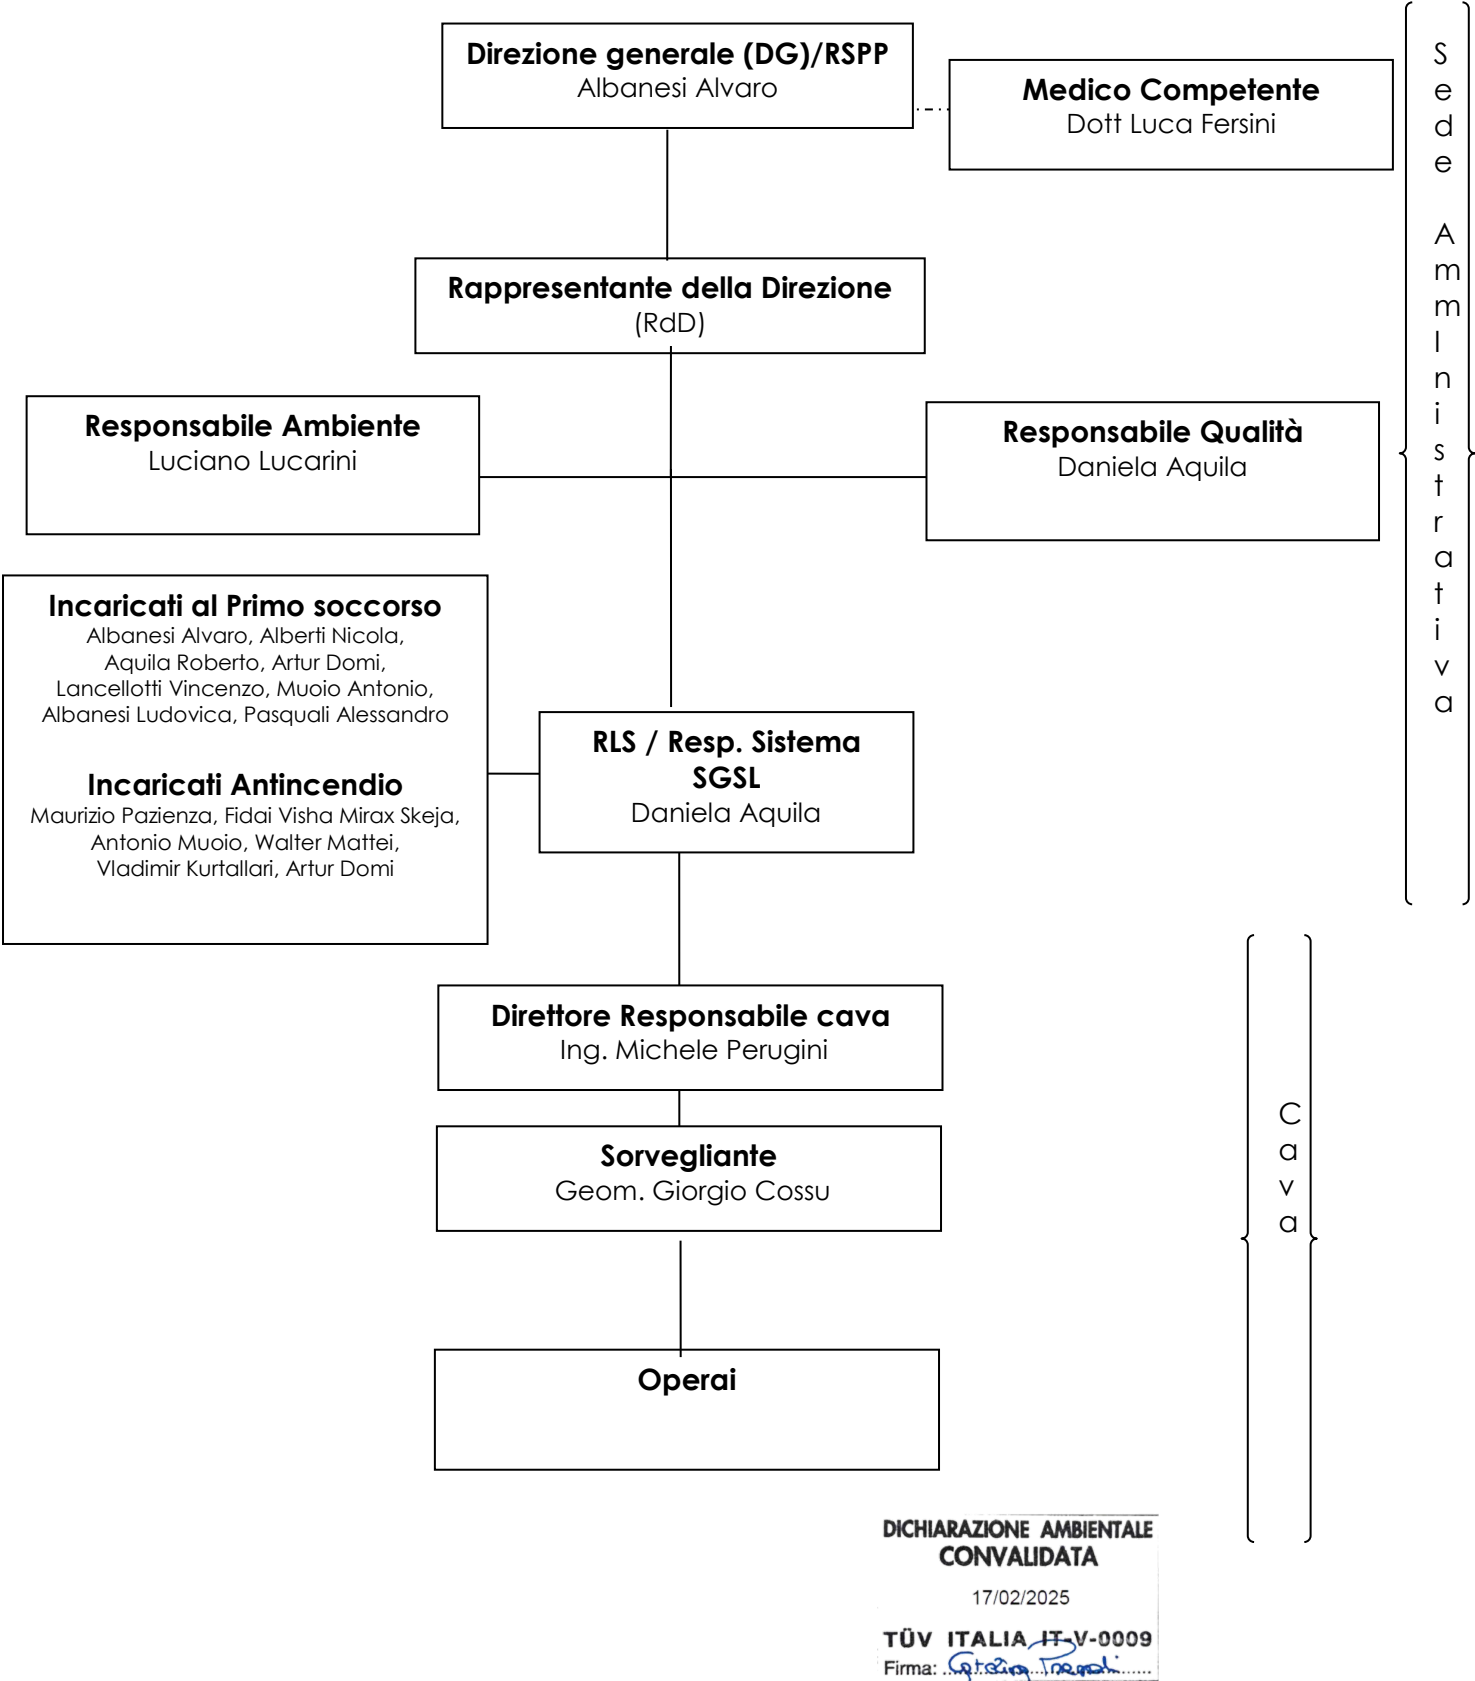 Direzione generale (DG)/RSPP
Albanesi Alvaro
Medico Competente
Dott Luca Fersini
Rappresentante della Direzione
(RdD)
Responsabile Ambiente
Luciano Lucarini
Responsabile Qualità
Daniela Aquila
Incaricati al Primo soccorso
Albanesi Alvaro, Alberti Nicola,
Aquila Roberto, Artur Domi,
Lancellotti Vincenzo, Muoio Antonio,
Albanesi Ludovica, Pasquali Alessandro
Incaricati Antincendio
Maurizio Pazienza, Fidai Visha Mirax Skeja,
Antonio Muoio, Walter Mattei,
Vladimir Kurtallari, Artur Domi
RLS / Resp. Sistema
SGSL
Daniela Aquila
Direttore Responsabile cava
Ing. Michele Perugini
Sorvegliante
Geom. Giorgio Cossu
Operai
Sede AmmInistrativa
Cava
DICHIARAZIONE AMBIENTALE
CONVALIDATA
17/02/2025
TÜV ITALIA IT-V-0009
Firma: